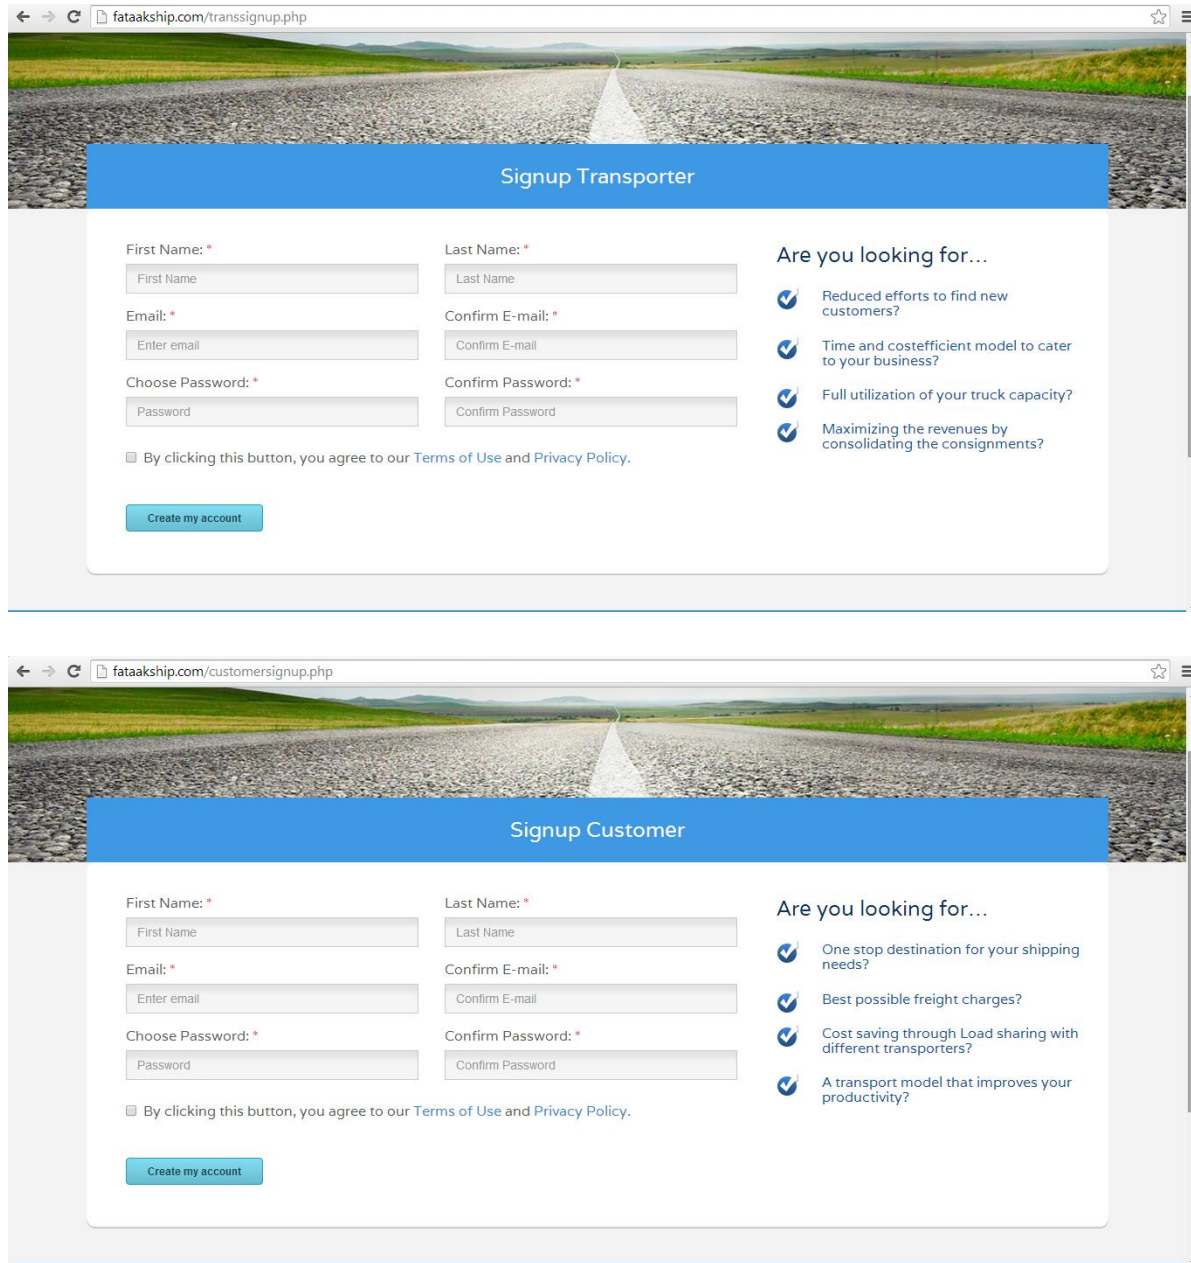 fataakship.com/transsignup.php
Signup Transporter
First Name: *
Last Name: *
First Name
Last Name
Email: *
Confirm E-mail: *
Enter email
Confirm E-mail
Choose Password: *
Confirm Password: *
Password
Confirm Password
By clicking this button, you agree to our Terms of Use and Privacy Policy.
Create my account
Are you looking for...
Reduced efforts to find new
customers?
Time and costefficient model to cater
to your business?
Full utilization of your truck capacity?
Maximizing the revenues by
consolidating the consignments?
fataakship.com/customersignup.php
Signup Customer
First Name: *
Last Name: *
First Name
Last Name
Email: *
Confirm E-mail: *
Enter email
Confirm E-mail
Choose Password: *
Confirm Password: *
Password
Confirm Password
By clicking this button, you agree to our Terms of Use and Privacy Policy.
Create my account
Are you looking for...
One stop destination for your shipping
needs?
Best possible freight charges?
Cost saving through Load sharing with
different transporters?
A transport model that improves your
productivity?